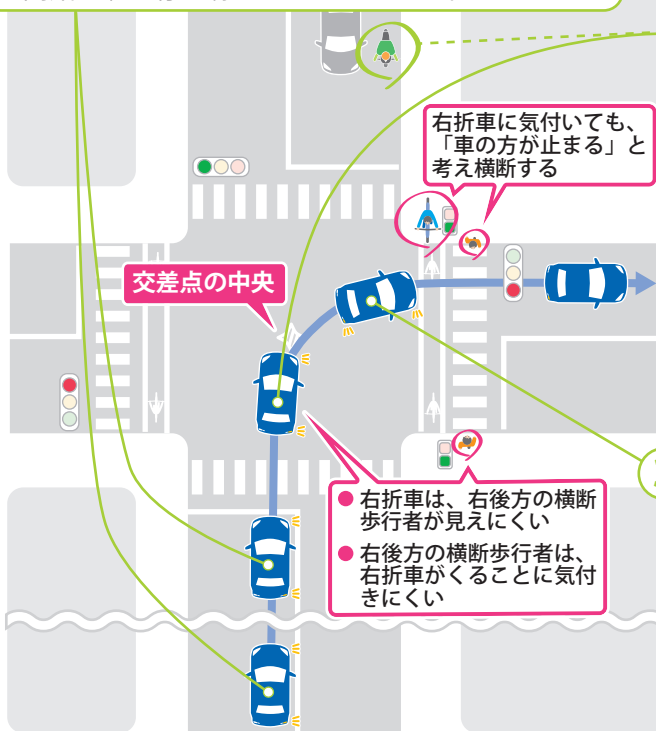 右折車に気付いても、
「車の方が止まる」と
考え横断する
交差点の中央
● 右折車は、右後方の横断
歩行者が見えにくい
● 右後方の横断歩行者は、
右折車がくることに気付
きにくい